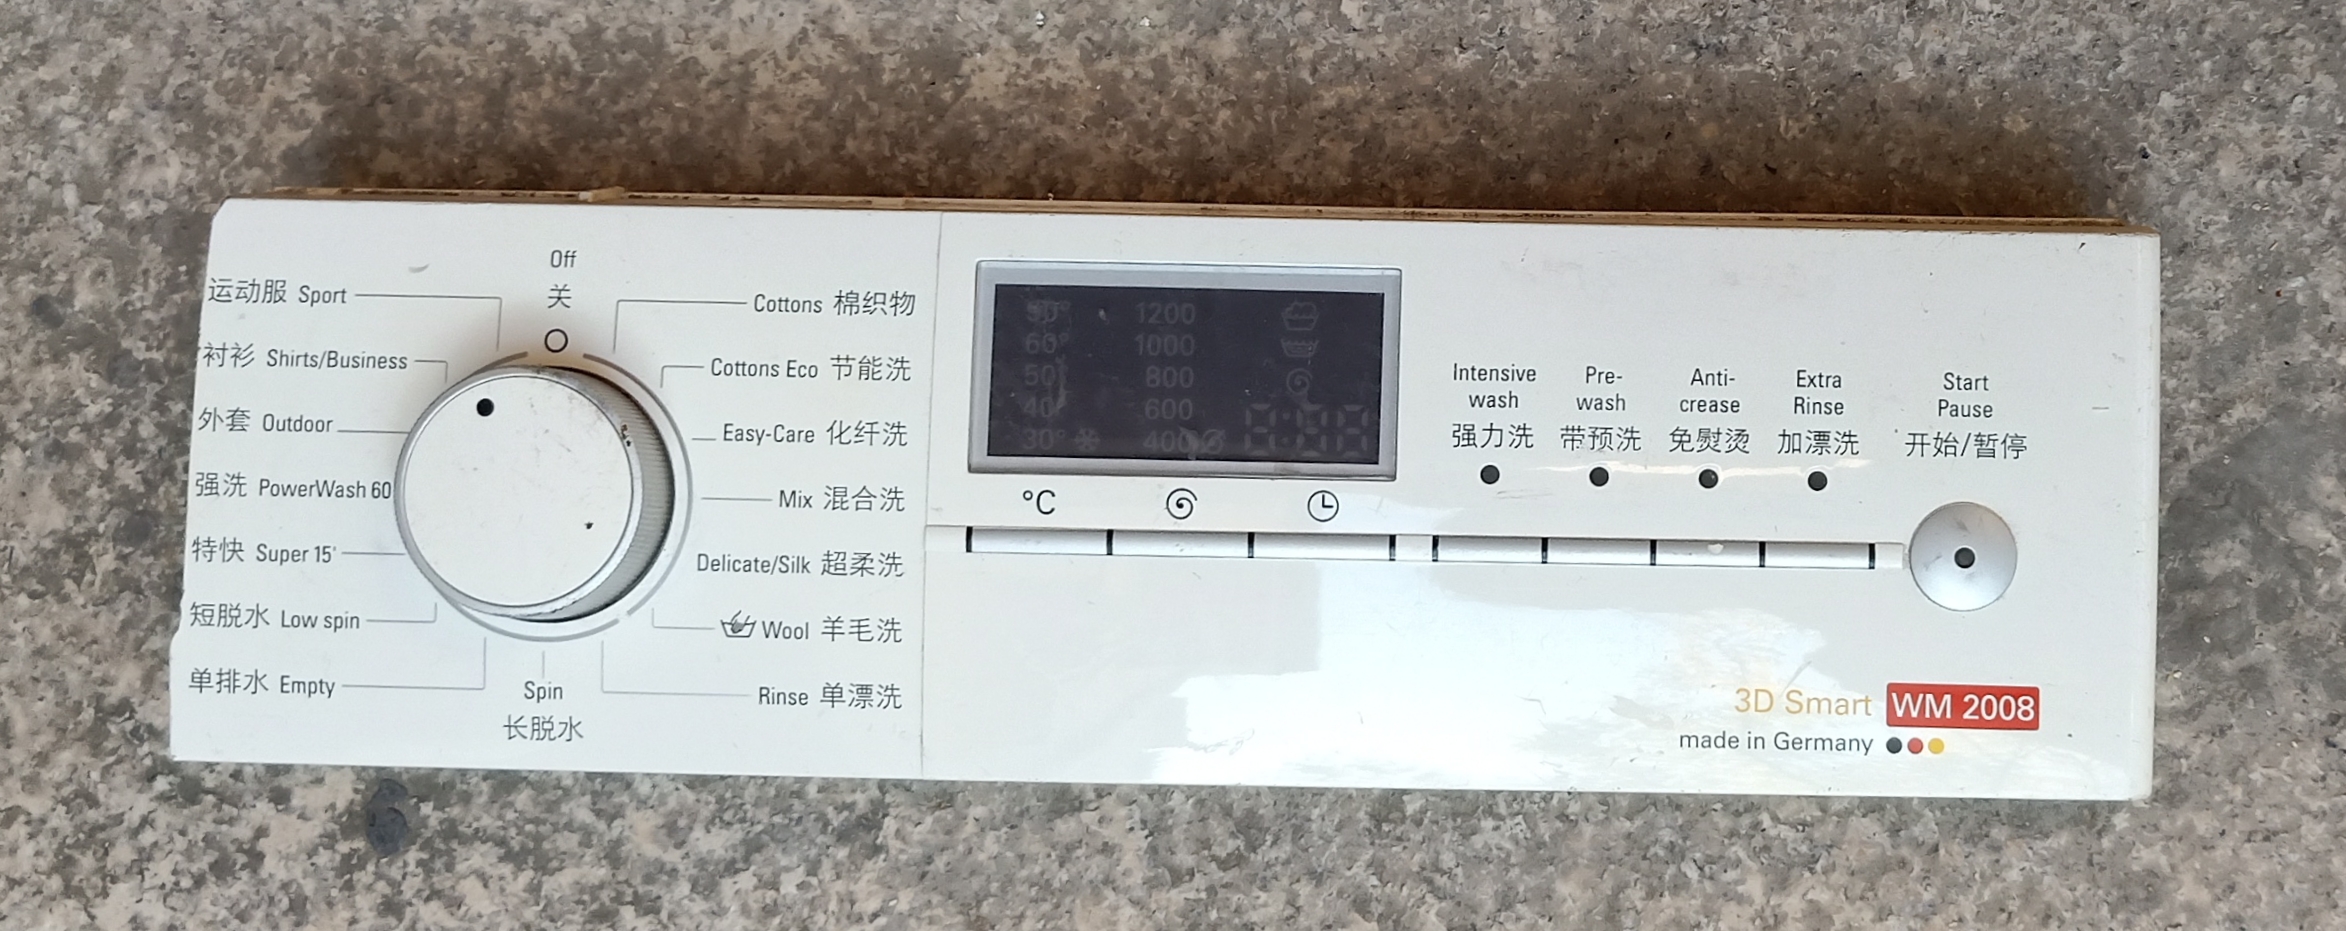 Off
关
运动服 Sport
衬衫 Shirts/Business
外套 Outdoor
强洗 PowerWash 60
特快 Super 15'
短脱水 Low spin
单排水 Empty
Spin
长脱水
Cottons 棉织物
Cottons Eco 节能洗
Easy-Care 化纤洗
Mix 混合洗
Delicate/Silk 超柔洗
Wool 羊毛洗
Rinse 单漂洗
90° 1200
60° 1000
50° 800
40° 600
30° 400
8:88
°C
Intensive
wash
强力洗
Pre-
wash
带预洗
Anti-
crease
免熨烫
Extra
Rinse
加漂洗
Start
Pause
开始/暂停
3D Smart WM 2008
made in Germany